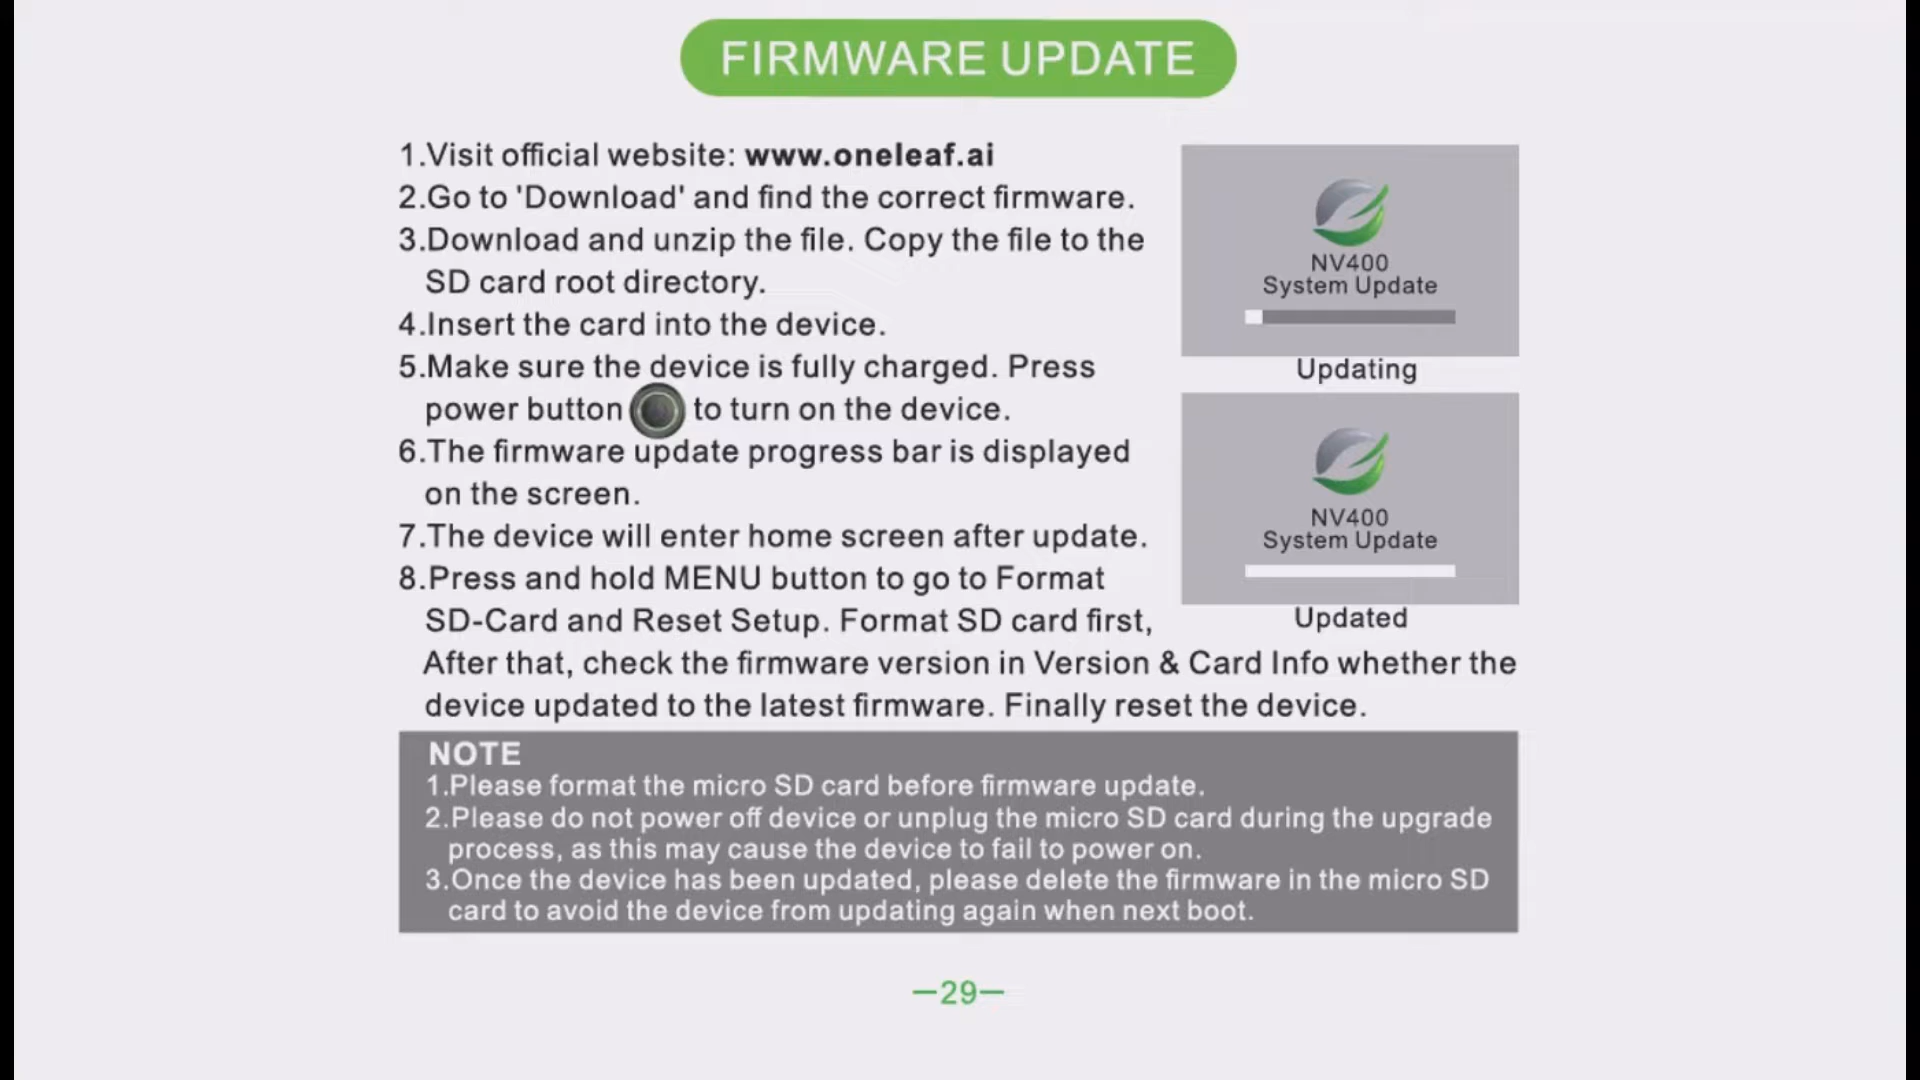 FIRMWARE UPDATE
1.Visit official website: www.oneleaf.ai
2.Go to 'Download' and find the correct firmware.
3.Download and unzip the file. Copy the file to the
SD card root directory.
4.Insert the card into the device.
5.Make sure the device is fully charged. Press
power button to turn on the device.
6.The firmware update progress bar is displayed
on the screen.
7.The device will enter home screen after update.
8.Press and hold MENU button to go to Format
SD-Card and Reset Setup. Format SD card first,
After that, check the firmware version in Version & Card Info whether the
device updated to the latest firmware. Finally reset the device.
NV400
System Update
Updating
NV400
System Update
Updated
NOTE
1.Please format the micro SD card before firmware update.
2.Please do not power off device or unplug the micro SD card during the upgrade
process, as this may cause the device to fail to power on.
3.Once the device has been updated, please delete the firmware in the micro SD
card to avoid the device from updating again when next boot.
—29—